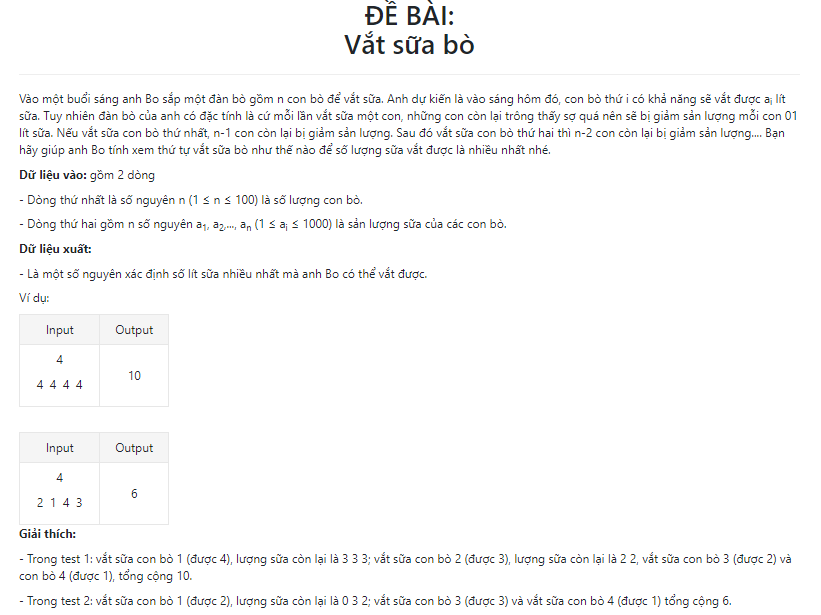 ĐỀ BÀI:
Vắt sữa bò
Vào một buổi sáng anh Bo sắp một đàn bò gồm n con bò để vắt sữa. Anh dự kiến là vào sáng hôm đó, con bò thứ i có khả năng sẽ vắt được aᵢ lít
sữa. Tuy nhiên đàn bò của anh có đặc tính là cứ mỗi lần vắt sữa một con, những con còn lại trông thấy sợ quá nên sẽ bị giảm sản lượng mỗi con 01
lít sữa. Nếu vắt sữa con bò thứ nhất, n-1 con còn lại bị giảm sản lượng. Sau đó vắt sữa con bò thứ hai thì n-2 con còn lại bị giảm sản lượng.... Bạn
hãy giúp anh Bo tính xem thứ tự vắt sữa bò như thế nào để số lượng sữa vắt được là nhiều nhất nhé.
Dữ liệu vào: gồm 2 dòng
- Dòng thứ nhất là số nguyên n (1 ≤ n ≤ 100) là số lượng con bò.
- Dòng thứ hai gồm n số nguyên a₁, a₂,..., aₙ (1 ≤ aᵢ ≤ 1000) là sản lượng sữa của các con bò.
Dữ liệu xuất:
- Là một số nguyên xác định số lít sữa nhiều nhất mà anh Bo có thể vắt được.
Ví dụ:
Input Output
4
4 4 4 4
10
Input Output
4
2 1 4 3
6
Giải thích:
- Trong test 1: vắt sữa con bò 1 (được 4), lượng sữa còn lại là 3 3 3; vắt sữa con bò 2 (được 3), lượng sữa còn lại là 2 2, vắt sữa con bò 3 (được 2) và
con bò 4 (được 1), tổng cộng 10.
- Trong test 2: vắt sữa con bò 1 (được 2), lượng sữa còn lại là 0 3 2; vắt sữa con bò 3 (được 3) và vắt sữa con bò 4 (được 1) tổng cộng 6.